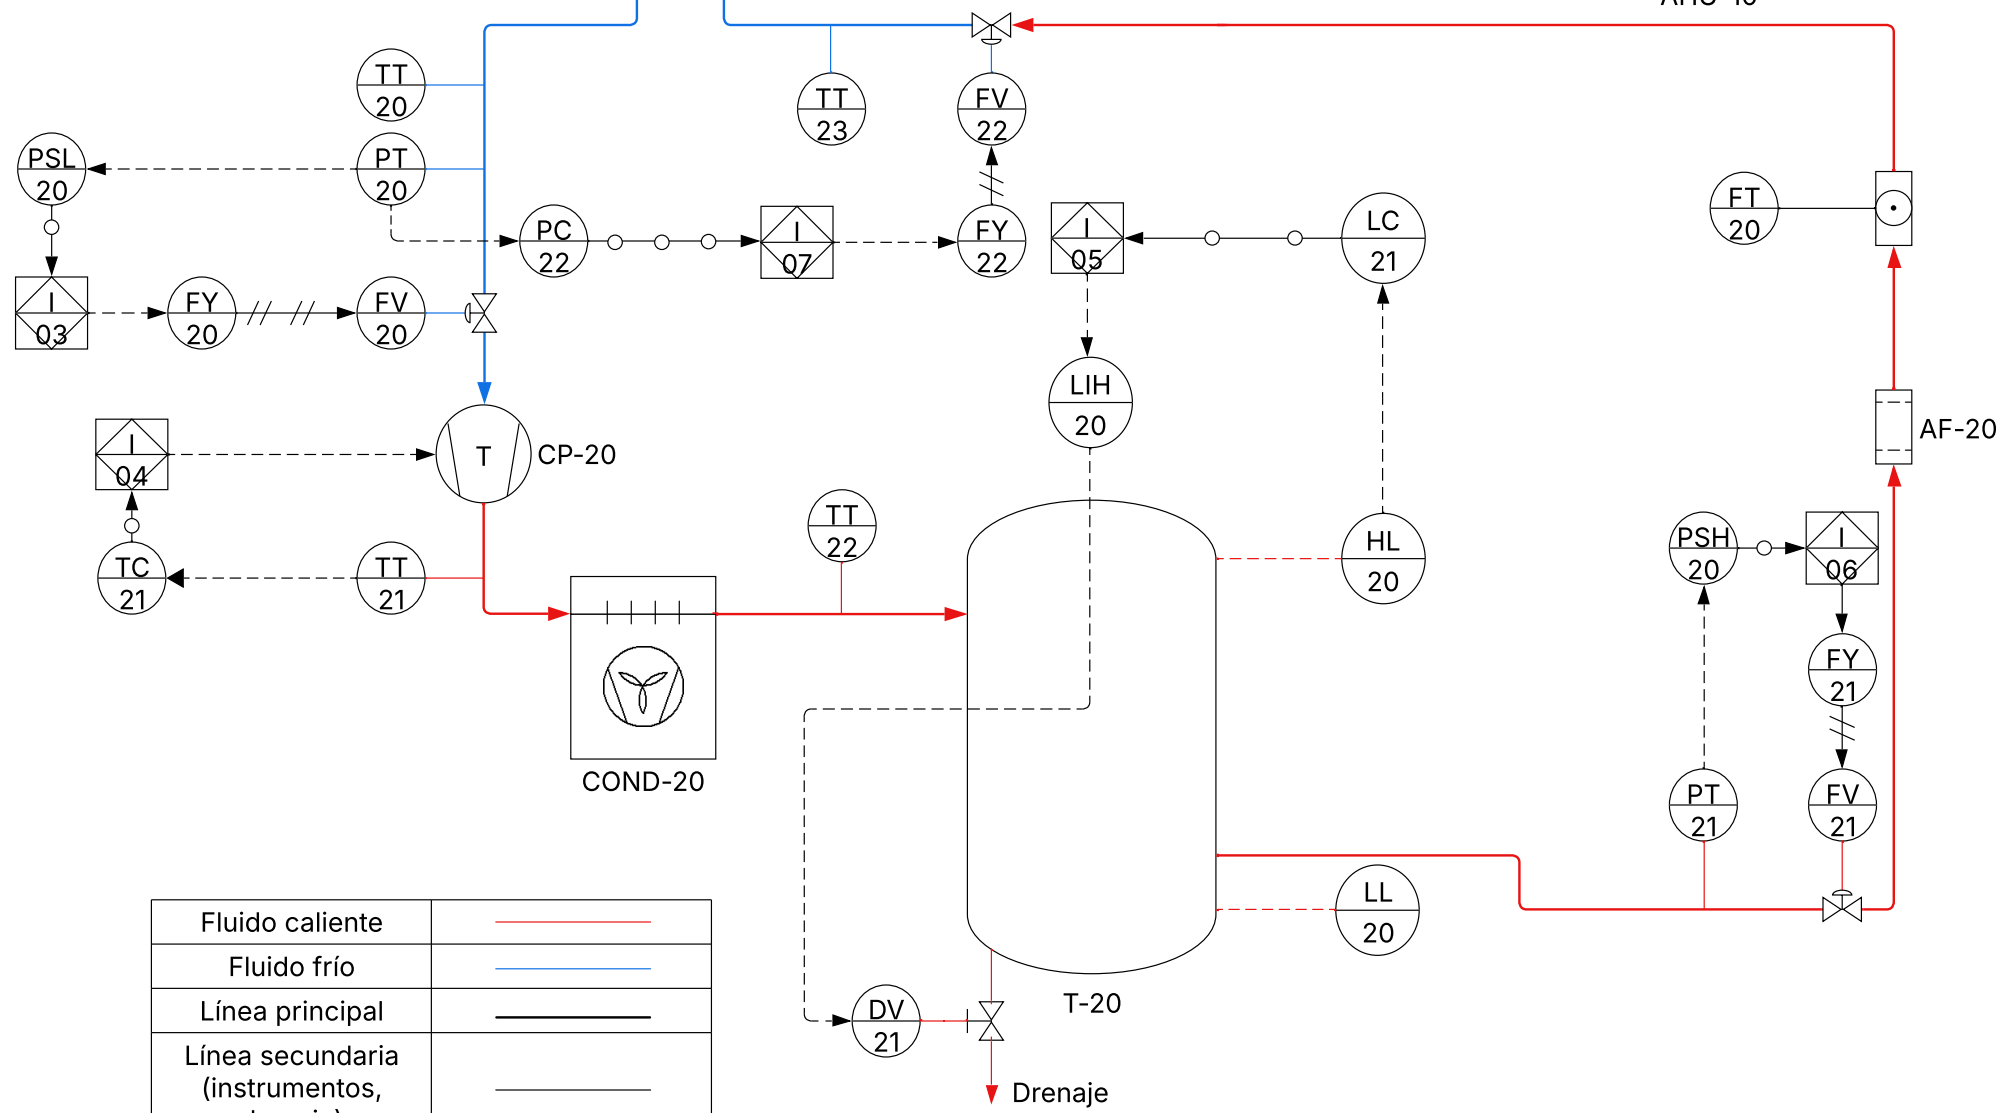 TT
20
TT
23
FV
22
PSL
20
PT
20
PC
22
I
07
FY
22
I
05
LC
21
FT
20
I
03
FY
20
FV
20
LIH
20
I
04
T
CP-20
AF-20
TC
21
TT
21
TT
22
HL
20
PSH
20
I
06
FY
21
COND-20
PT
21
FV
21
LL
20
T-20
DV
21
Drenaje
Fluido caliente
Fluido frío
Línea principal
Línea secundaria
(instrumentos,